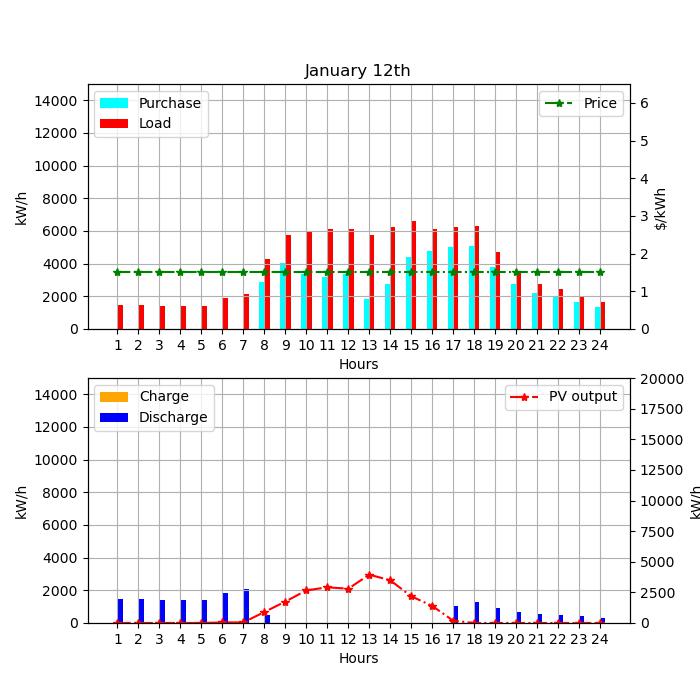 January 12th
Purchase
Load
Price
14000
12000
10000
8000
6000
4000
2000
0
kW/h
6
5
4
3
2
1
0
$/kWh
1 2 3 4 5 6 7 8 9 10 11 12 13 14 15 16 17 18 19 20 21 22 23 24
Hours
Charge
Discharge
PV output
14000
12000
10000
8000
6000
4000
2000
0
kW/h
20000
17500
15000
12500
10000
7500
5000
2500
0
kW/h
1 2 3 4 5 6 7 8 9 10 11 12 13 14 15 16 17 18 19 20 21 22 23 24
Hours